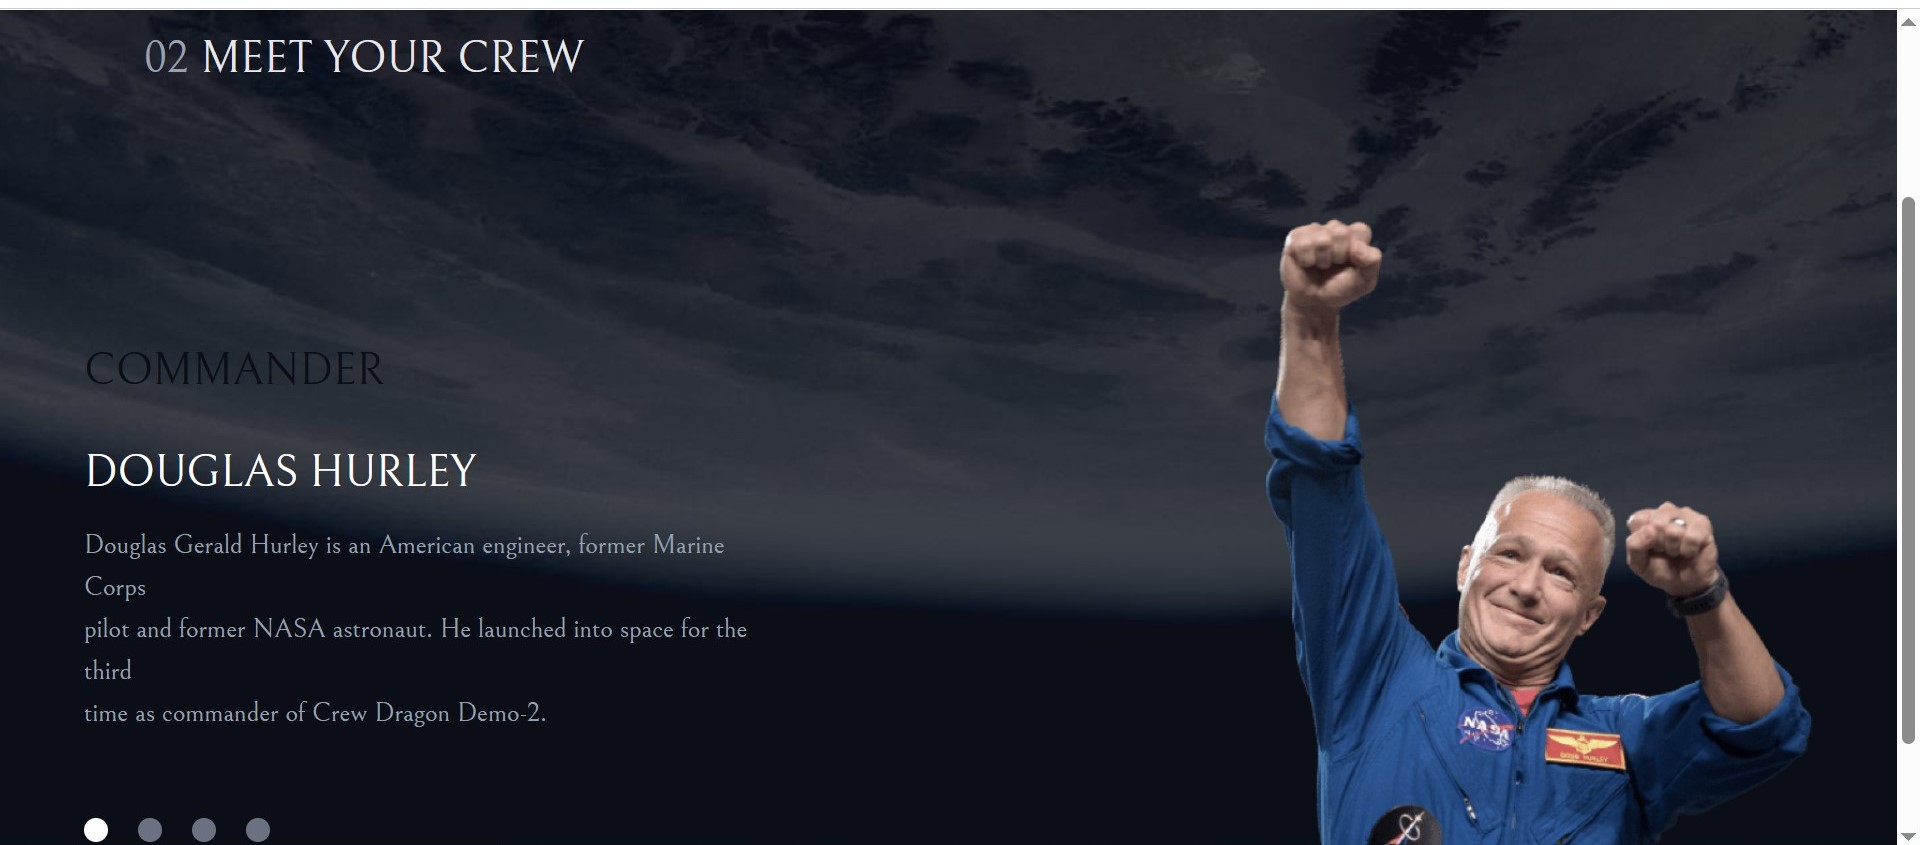 02 MEET YOUR CREW
COMMANDER
DOUGLAS HURLEY
Douglas Gerald Hurley is an American engineer, former Marine
Corps
pilot and former NASA astronaut. He launched into space for the
third
time as commander of Crew Dragon Demo-2.
NASA